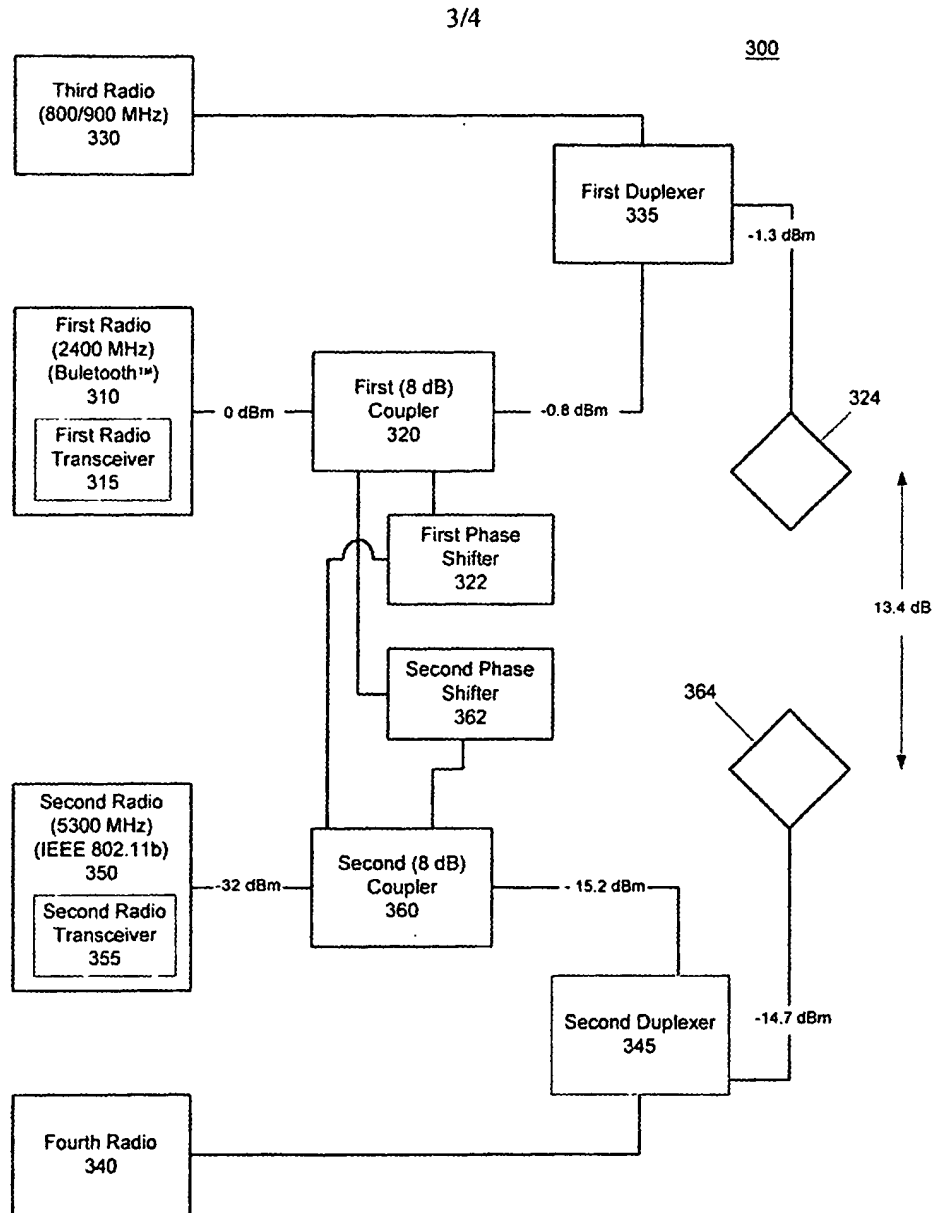 3/4
300
Third Radio
(800/900 MHz)
330
First Duplexer
335
-1.3 dBm
First Radio
(2400 MHz)
(Buletooth™)
310
First Radio
Transceiver
315
0 dBm
First (8 dB)
Coupler
320
-0.8 dBm
324
First Phase
Shifter
322
13.4 dB
Second Phase
Shifter
362
364
Second Radio
(5300 MHz)
(IEEE 802.11b)
350
Second Radio
Transceiver
355
-32 dBm
Second (8 dB)
Coupler
360
- 15.2 dBm
Second Duplexer
345
-14.7 dBm
Fourth Radio
340